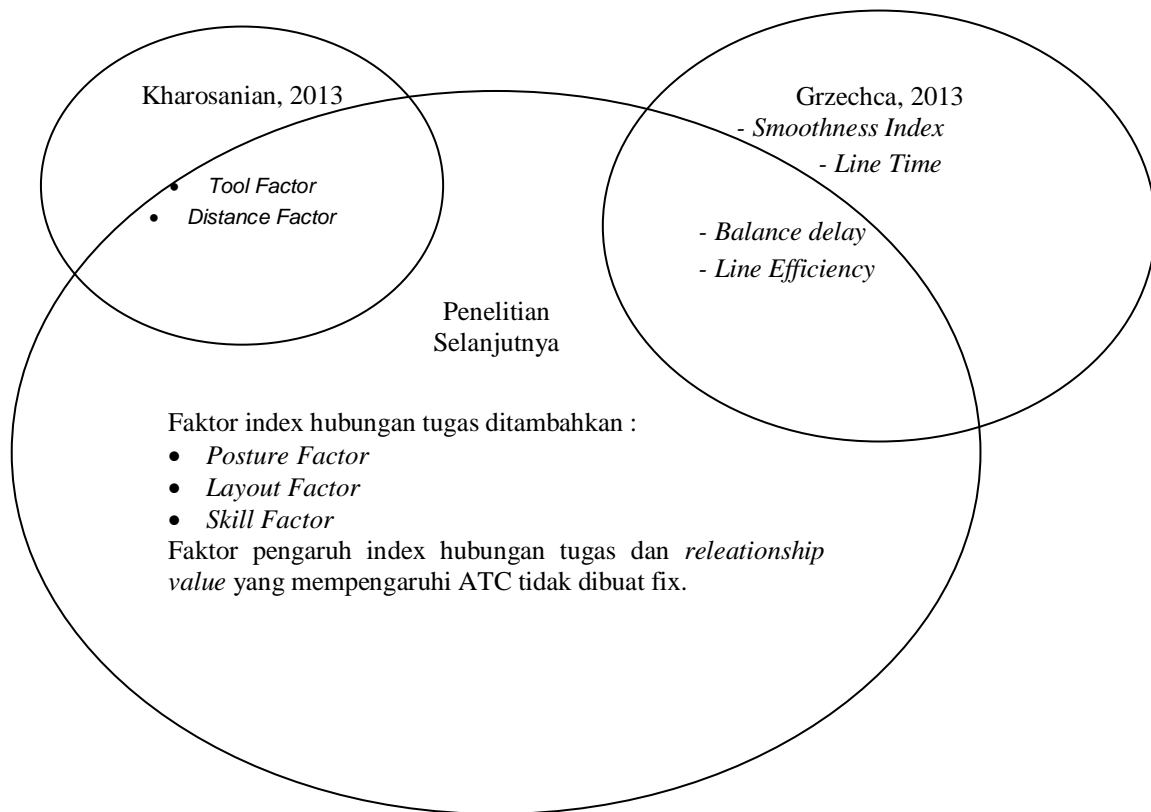 Kharosanian, 2013
• Tool Factor
• Distance Factor
Grzechca, 2013
- Smoothness Index
- Line Time
- Balance delay
- Line Efficiency
Penelitian
Selanjutnya
Faktor index hubungan tugas ditambahkan :
• Posture Factor
• Layout Factor
• Skill Factor
Faktor pengaruh index hubungan tugas dan releationship
value yang mempengaruhi ATC tidak dibuat fix.